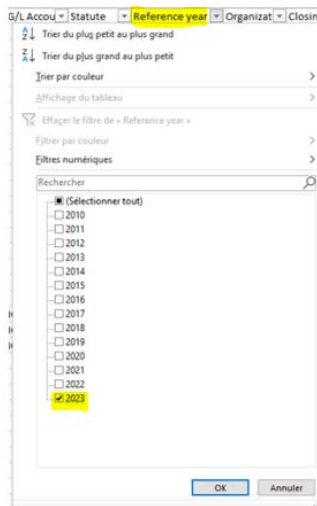 G/L Accou Statute Reference year Organizat Closin
Trier du plus petit au plus grand
Trier du plus grand au plus petit
Trier par couleur
Affichage du tableau
Effacer le filtre de « Reference year »
Filtrer par couleur
Filtres numériques
Rechercher
(Sélectionner tout)
2010
2011
2012
2013
2014
2015
2016
2017
2018
2019
2020
2021
2022
2023
OK Annuler